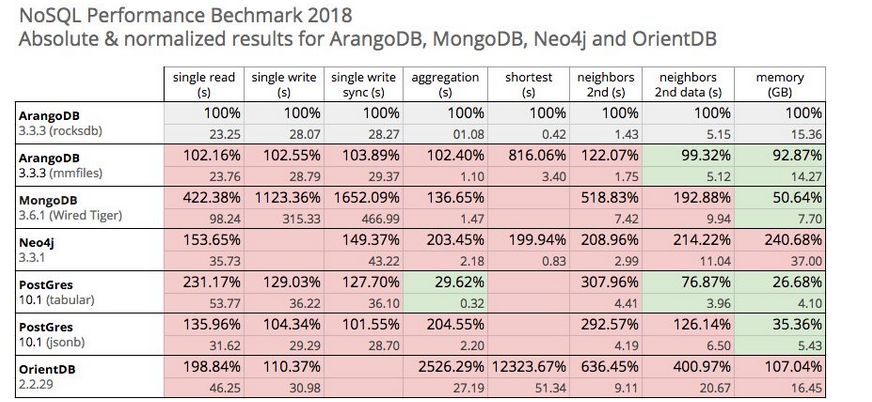 NoSQL Performance Bechmark 2018
Absolute & normalized results for ArangoDB, MongoDB, Neo4j and OrientDB
single read (s) single write (s) single write sync (s) aggregation (s) shortest (s) neighbors 2nd (s) neighbors 2nd data (s) memory (GB)
ArangoDB 100% 100% 100% 100% 100% 100% 100% 100%
3.3.3 (rocksdb) 23.25 28.07 28.27 01.08 0.42 1.43 5.15 15.36
ArangoDB 102.16% 102.55% 103.89% 102.40% 816.06% 122.07% 99.32% 92.87%
3.3.3 (mmfiles) 23.76 28.79 29.37 1.10 3.40 1.75 5.12 14.27
MongoDB 422.38% 1123.36% 1652.09% 136.65% 518.83% 192.88% 50.64%
3.6.1 (Wired Tiger) 98.24 315.33 466.99 1.47 7.42 9.94 7.70
Neo4j 153.65% 149.37% 203.45% 199.94% 208.96% 214.22% 240.68%
3.3.1 35.73 43.22 2.18 0.83 2.99 11.04 37.00
PostGres 231.17% 129.03% 127.70% 29.62% 307.96% 76.87% 26.68%
10.1 (tabular) 53.77 36.22 36.10 0.32 4.41 3.96 4.10
PostGres 135.96% 104.34% 101.55% 204.55% 292.57% 126.14% 35.36%
10.1 (jsonb) 31.62 29.29 28.70 2.20 4.19 6.50 5.43
OrientDB 198.84% 110.37% 2526.29% 12323.67% 636.45% 400.97% 107.04%
2.2.29 46.25 30.98 27.19 51.34 9.11 20.67 16.45